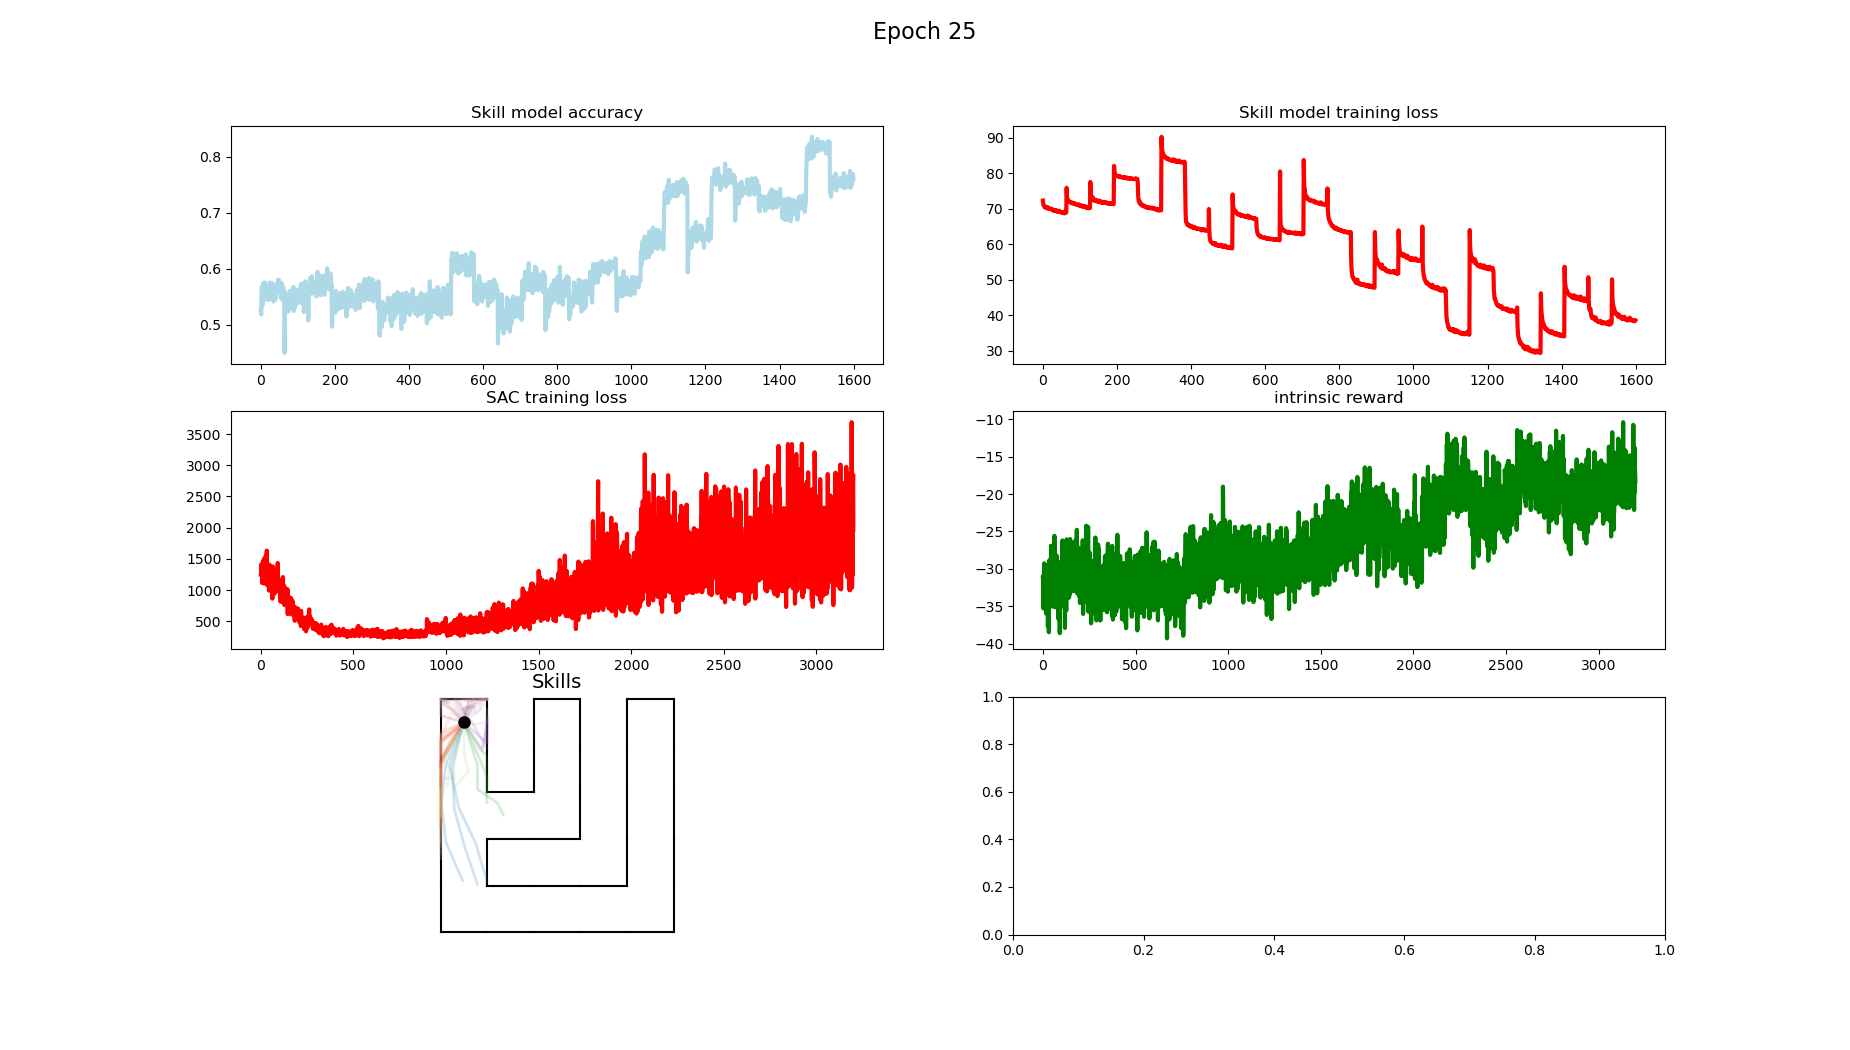 Epoch 25
Skill model accuracy
0.8
0.7
0.6
0.5
0 200 400 600 800 1000 1200 1400 1600
Skill model training loss
90
80
70
60
50
40
30
0 200 400 600 800 1000 1200 1400 1600
SAC training loss
3500
3000
2500
2000
1500
1000
500
0 500 1000 1500 2000 2500 3000
intrinsic reward
−10
−15
−20
−25
−30
−35
−40
0 500 1000 1500 2000 2500 3000
Skills
1.0
0.8
0.6
0.4
0.2
0.0
0.0 0.2 0.4 0.6 0.8 1.0